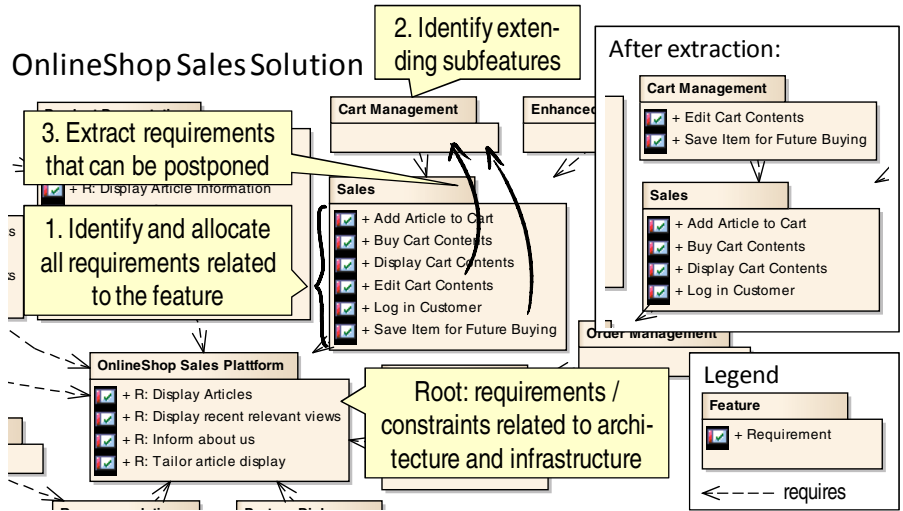 OnlineShop Sales Solution
2. Identify exten-
ding subfeatures
After extraction:
Cart Management
+ Edit Cart Contents
+ Save Item for Future Buying
Sales
+ Add Article to Cart
+ Buy Cart Contents
+ Display Cart Contents
+ Log in Customer
Cart Management
Enhanced
3. Extract requirements
that can be postponed
+ R: Display Article Information
Sales
+ Add Article to Cart
+ Buy Cart Contents
+ Display Cart Contents
+ Edit Cart Contents
+ Log in Customer
+ Save Item for Future Buying
1. Identify and allocate
all requirements related
to the feature
Order Management
OnlineShop Sales Plattform
+ R: Display Articles
+ R: Display recent relevant views
+ R: Inform about us
+ R: Tailor article display
Root: requirements /
constraints related to archi-
tecture and infrastructure
Legend
Feature
+ Requirement
requires